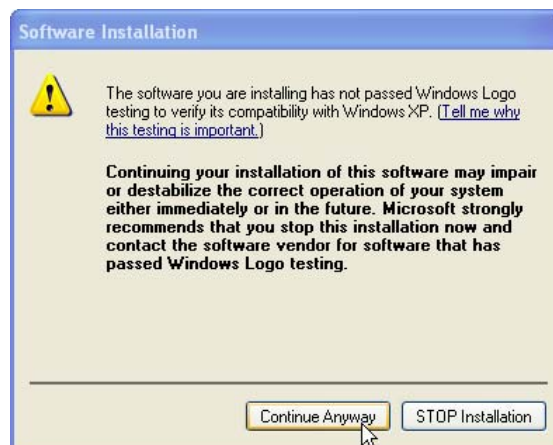 Software Installation
The software you are installing has not passed Windows Logo
testing to verify its compatibility with Windows XP. (Tell me why
this testing is important.)
Continuing your installation of this software may impair
or destabilize the correct operation of your system
either immediately or in the future. Microsoft strongly
recommends that you stop this installation now and
contact the software vendor for software that has
passed Windows Logo testing.
Continue Anyway
STOP Installation